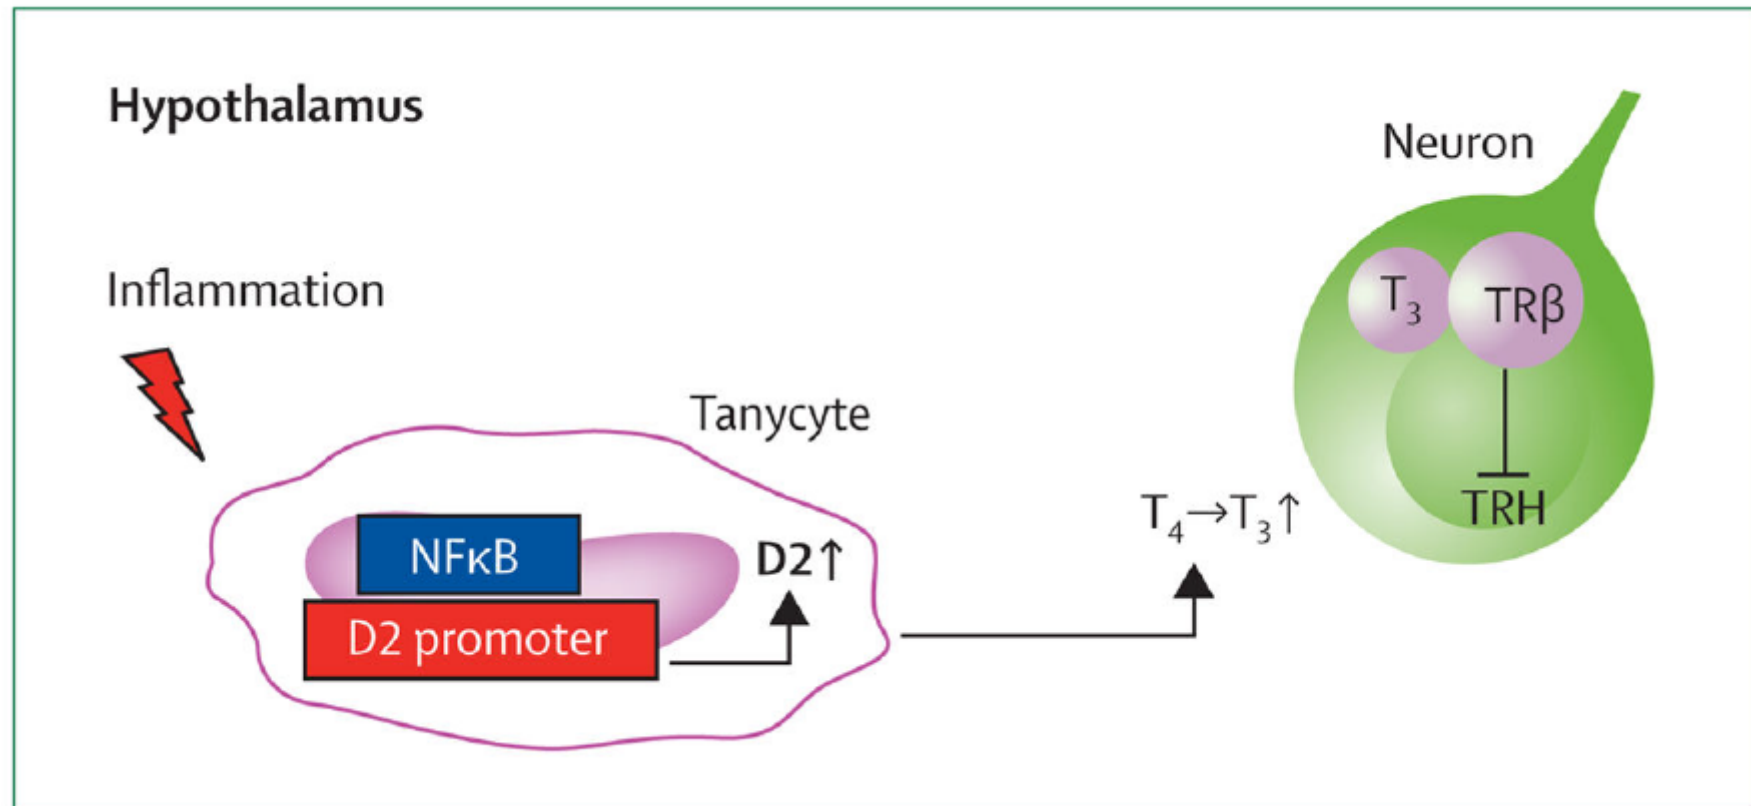 Hypothalamus
Neuron
Inflammation
T₃
TRβ
Tanycyte
T₄→T₃↑
TRH
NFκB
D2↑
D2 promoter